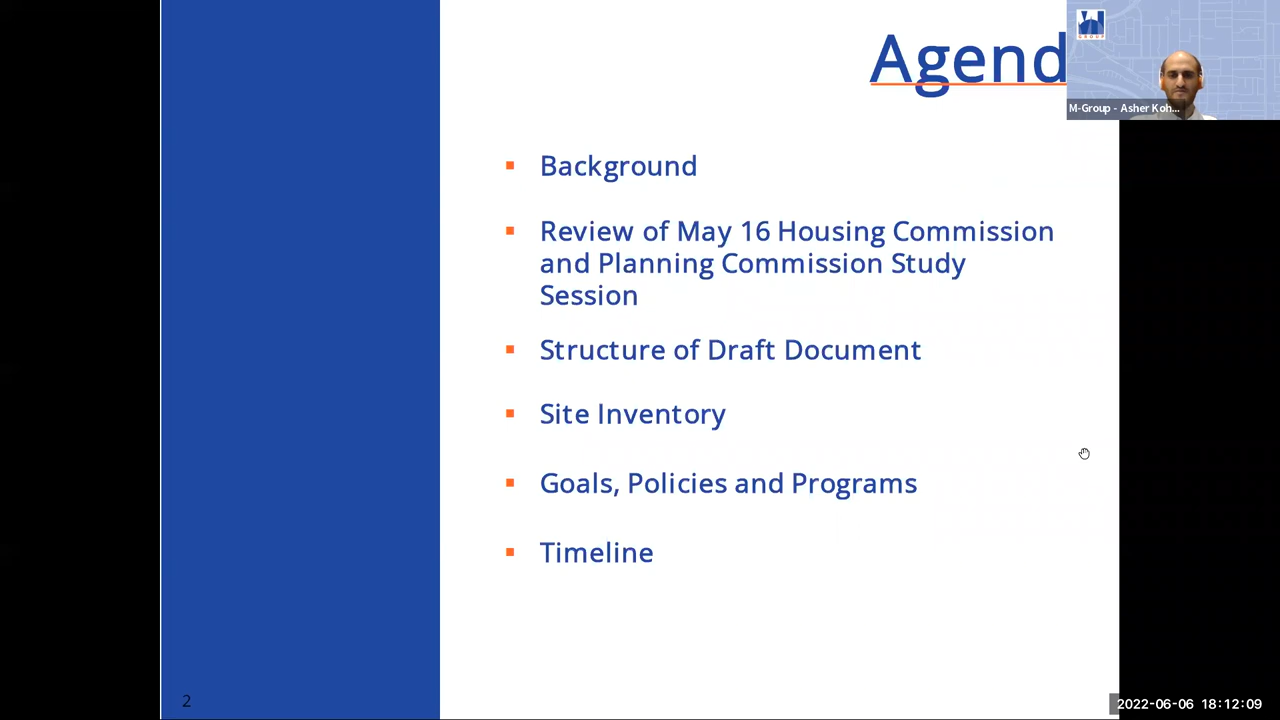 Agend
GROUP
M-Group - Asher Koh...
Background
Review of May 16 Housing Commission
and Planning Commission Study
Session
Structure of Draft Document
Site Inventory
Goals, Policies and Programs
Timeline
2
2022-06-06 18:12:09